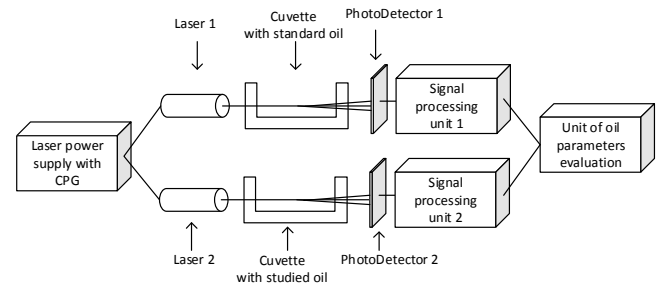 Laser 1
Cuvette
with standard oil
PhotoDetector 1
Laser power
supply with
CPG
Signal
processing
unit 1
Unit of oil
parameters
evaluation
Signal
processing
unit 2
Laser 2
Cuvette
with studied oil
PhotoDetector 2